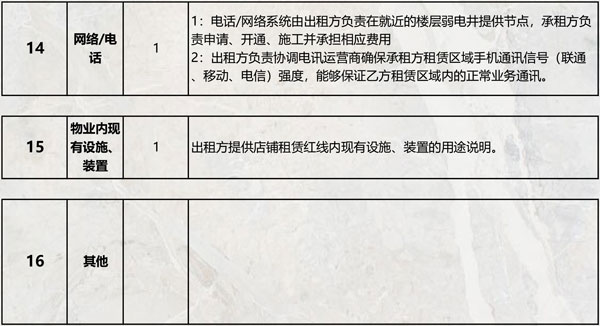 14
网络/电话
1
1：电话/网络系统由出租方负责在就近的楼层弱电井提供节点，承租方负
责申请、开通、施工并承担相应费用
2：出租方负责协调电讯运营商确保承租方租赁区域手机通讯信号（联通
、移动、电信）强度，能够保证乙方租赁区域内的正常业务通讯。
15
物业内现
有设施、
装置
1
出租方提供店铺租赁红线内现有设施、装置的用途说明。
16
其他